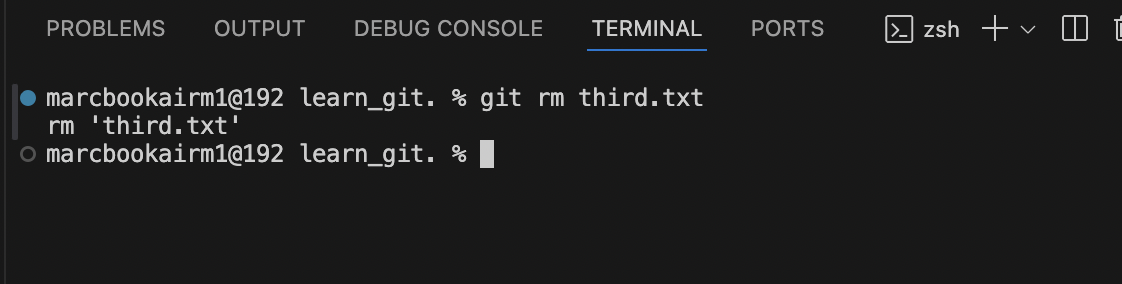 PROBLEMS OUTPUT DEBUG CONSOLE TERMINAL PORTS zsh
marcbookairm1@192 learn_git. % git rm third.txt
rm 'third.txt'
marcbookairm1@192 learn_git. %